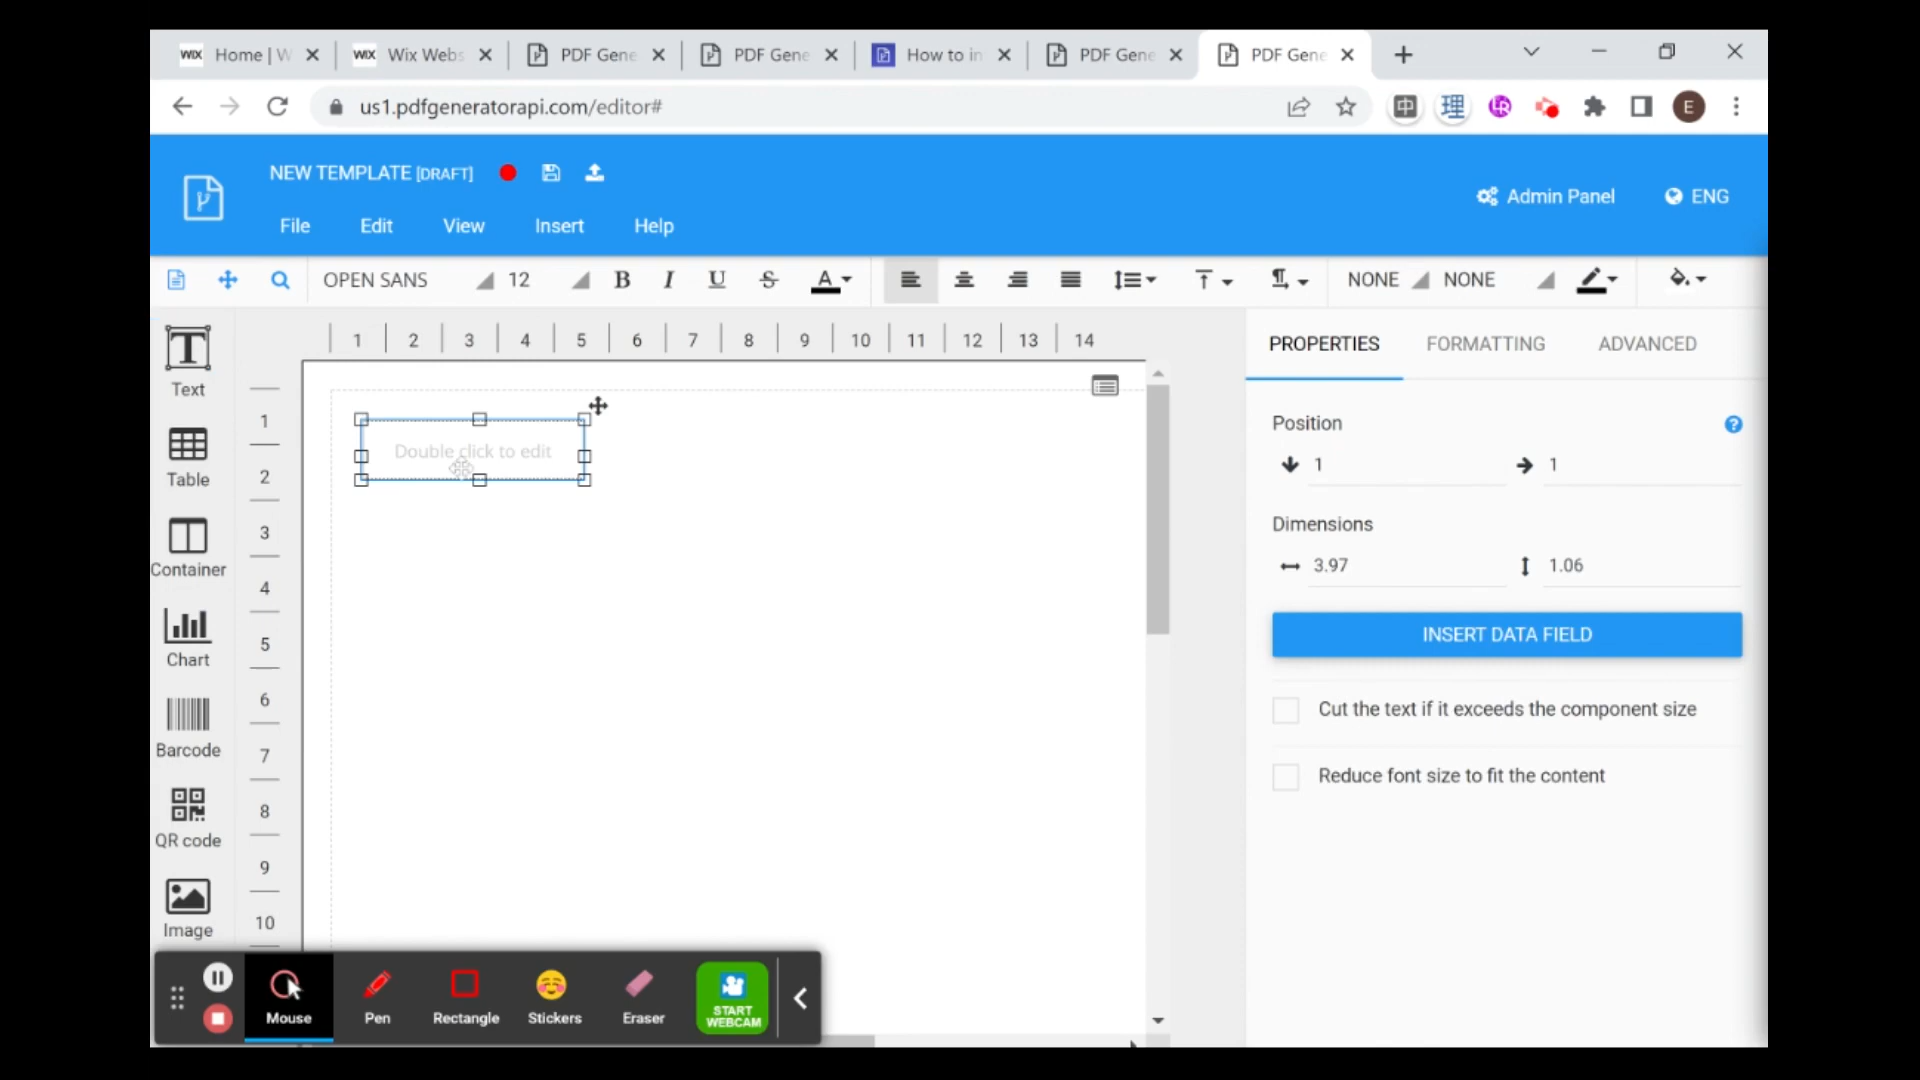 WIX Home | W
WIX Wix Webs
PDF Gene
PDF Gene
How to in
PDF Gene
PDF Gene
us1.pdfgeneratorapi.com/editor#
中
理
E
NEW TEMPLATE [DRAFT]
Admin Panel
ENG
File Edit View Insert Help
OPEN SANS 12 B I U S A NONE NONE
1 2 3 4 5 6 7 8 9 10 11 12 13 14
Text
Table
Container
Chart
Barcode
QR code
Image
1
2
3
4
5
6
7
8
9
10
Double click to edit
PROPERTIES FORMATTING ADVANCED
Position
1 1
Dimensions
3.97 1.06
INSERT DATA FIELD
Cut the text if it exceeds the component size
Reduce font size to fit the content
Mouse Pen Rectangle Stickers Eraser
START
WEBCAM